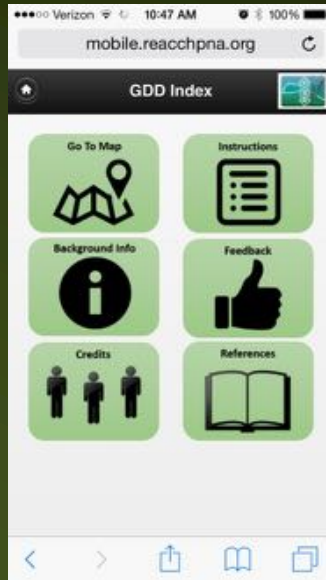 Verizon 10:47 AM 100%
mobile.reacchpna.org
GDD Index
Go To Map Instructions
Background Info Feedback
Credits References